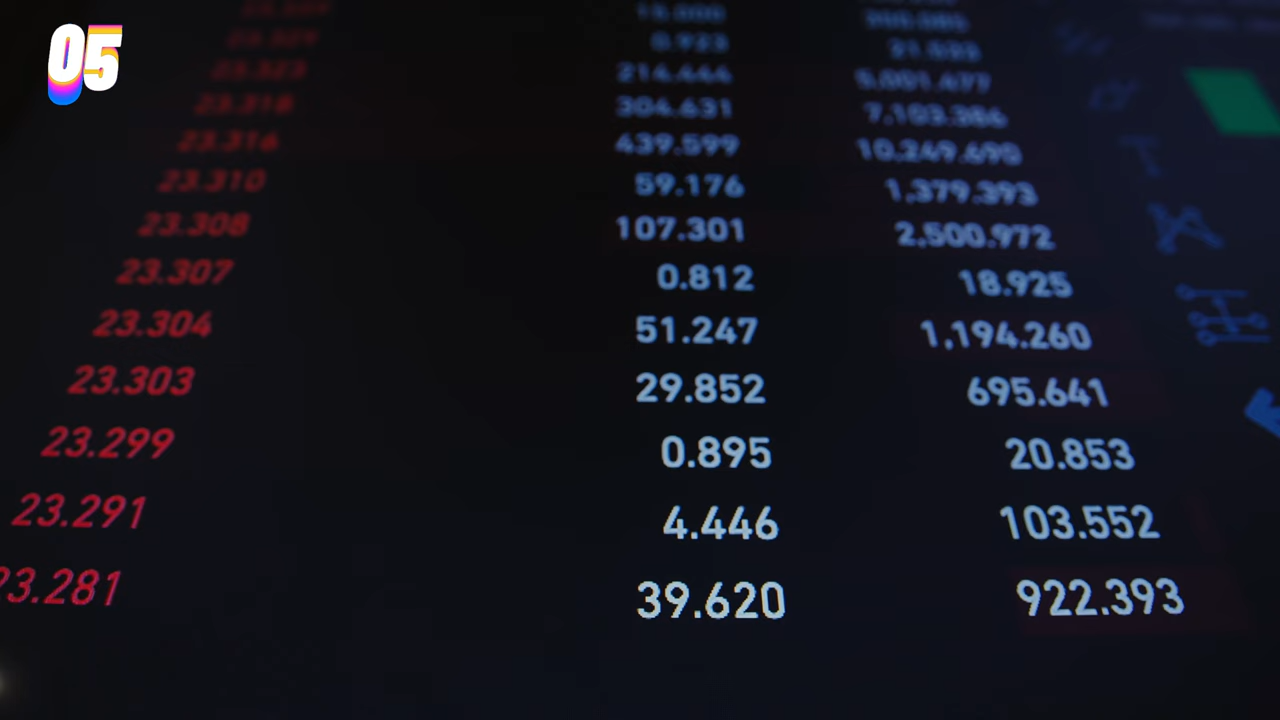 05
214.444 5,001.477
23.318 304.631 7,103.386
23.316 439.599 10,249.690
23.310 59.176 1,379.393
23.308 107.301 2,500.972
23.307 0.812 18.925
23.304 51.247 1,194.260
23.303 29.852 695.641
23.299 0.895 20.853
23.291 4.446 103.552
23.281 39.620 922.393